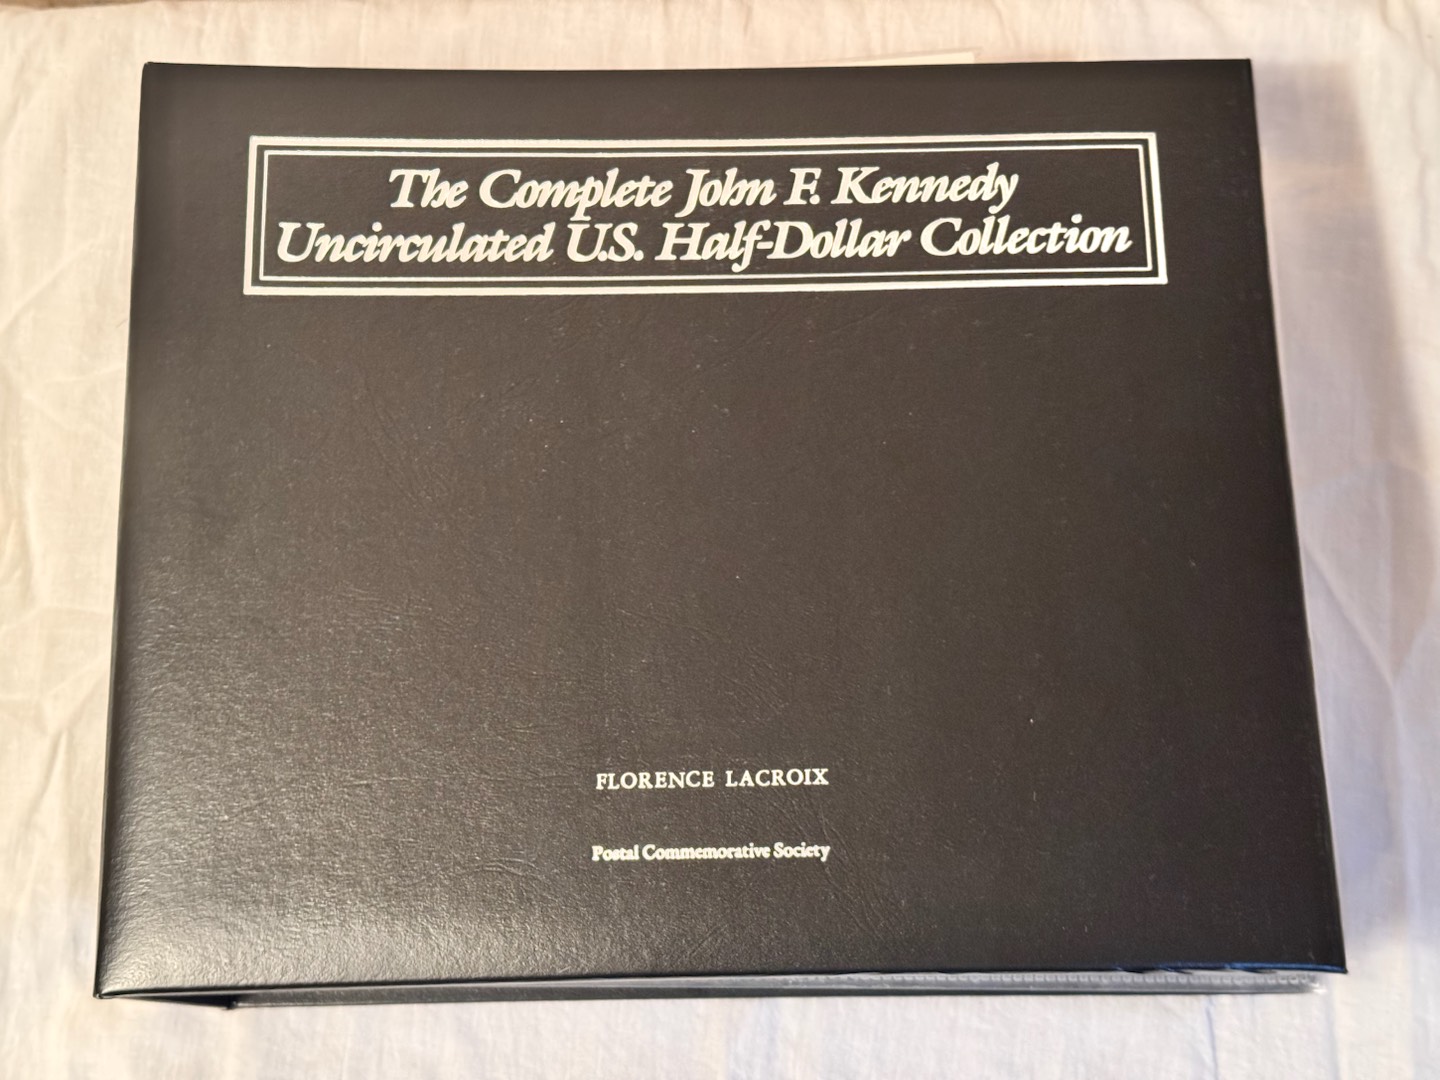 The Complete John F. Kennedy
Uncirculated U.S. Half-Dollar Collection
FLORENCE LACROIX
Postal Commemorative Society